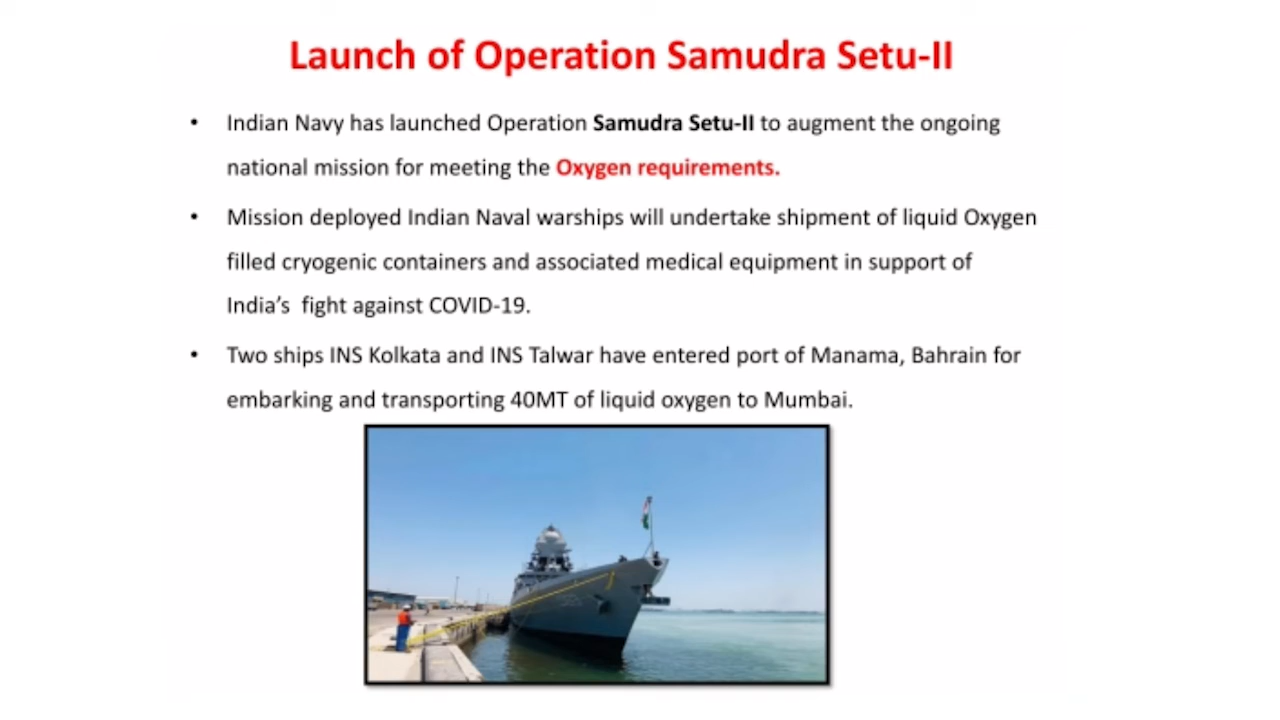 Launch of Operation Samudra Setu-II
• Indian Navy has launched Operation Samudra Setu-II to augment the ongoing
national mission for meeting the Oxygen requirements.
• Mission deployed Indian Naval warships will undertake shipment of liquid Oxygen
filled cryogenic containers and associated medical equipment in support of
India’s  fight against COVID-19.
• Two ships INS Kolkata and INS Talwar have entered port of Manama, Bahrain for
embarking and transporting 40MT of liquid oxygen to Mumbai.